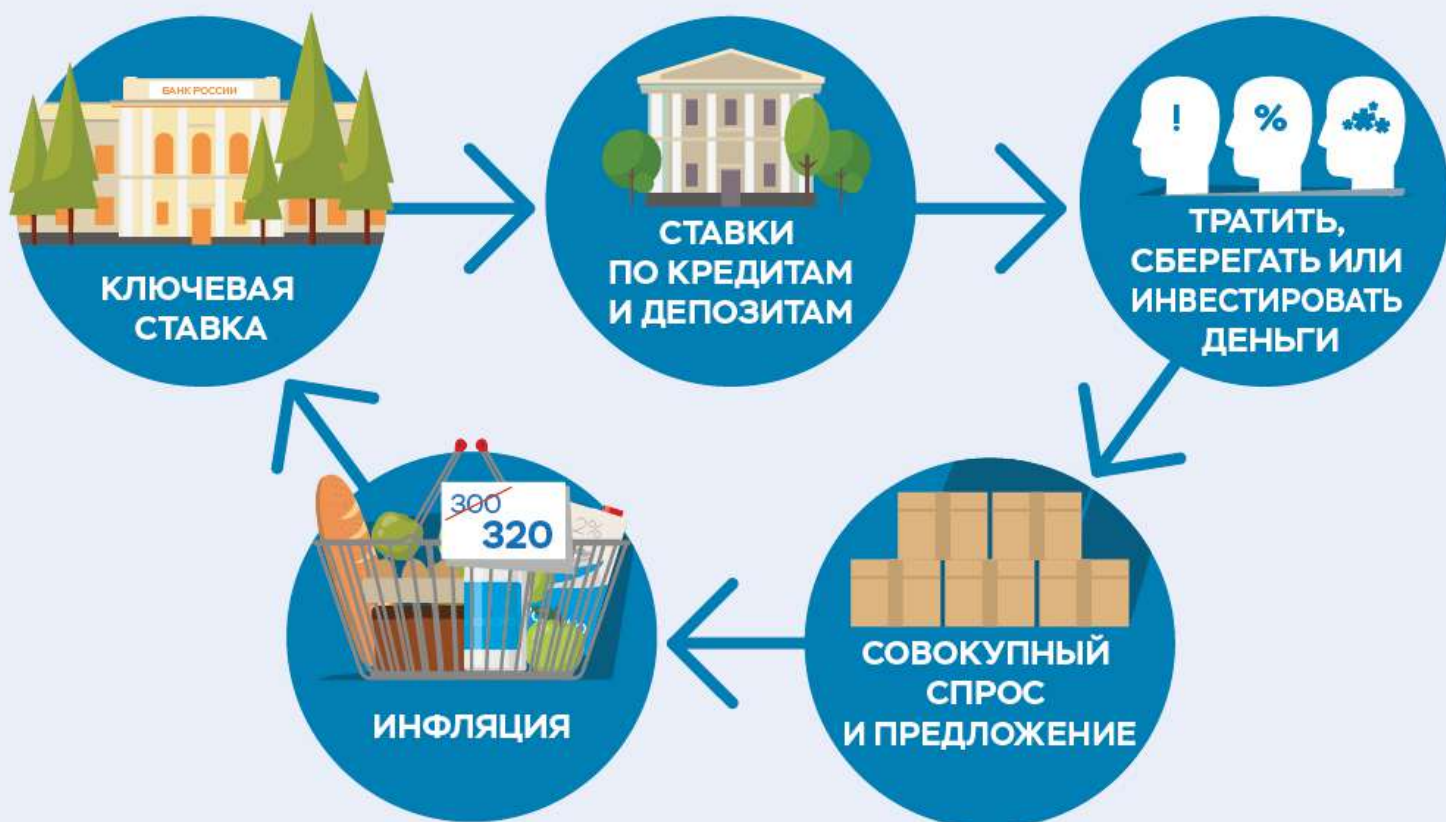 БАНК РОССИИ
КЛЮЧЕВАЯ
СТАВКА
СТАВКИ
ПО КРЕДИТАМ
И ДЕПОЗИТАМ
!
%
ТРАТИТЬ,
СБЕРЕГАТЬ ИЛИ
ИНВЕСТИРОВАТЬ
ДЕНЬГИ
300
320
2%
ИНФЛЯЦИЯ
СОВОКУПНЫЙ
СПРОС
И ПРЕДЛОЖЕНИЕ